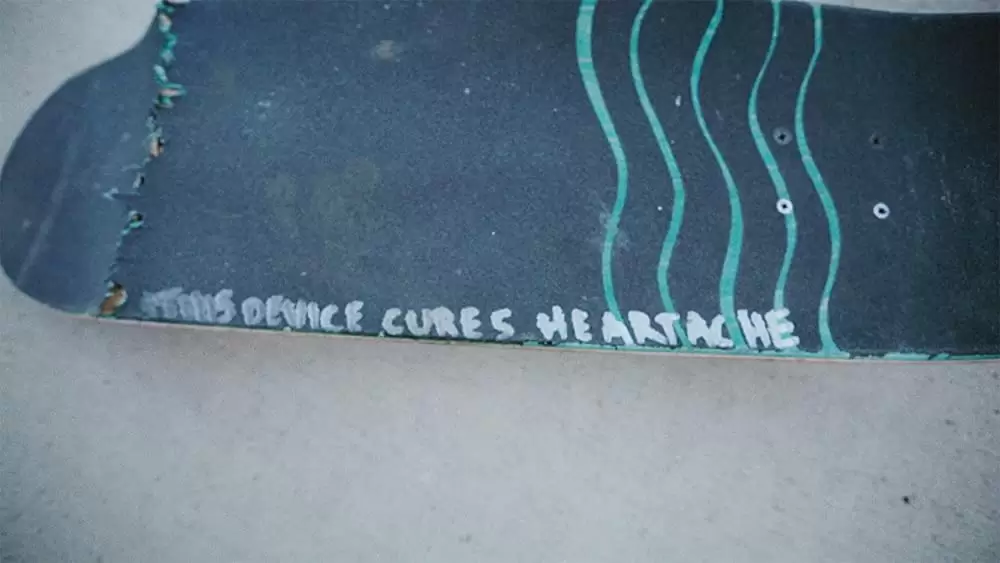 THIS DEVICE CURES HEARTACHE